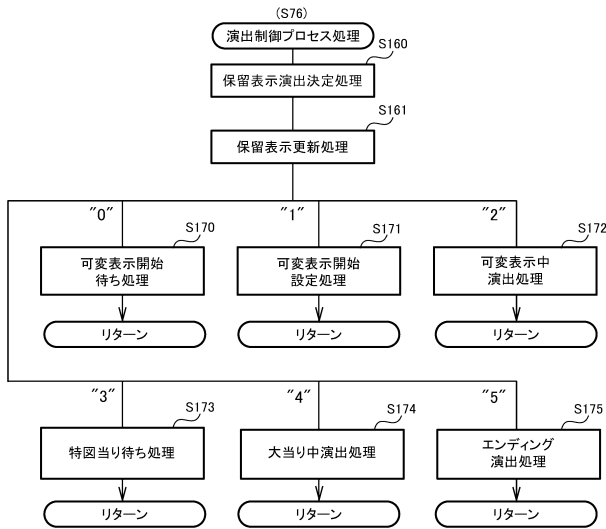 (S76)
演出制御プロセス処理
S160
保留表示演出決定処理
S161
保留表示更新処理
"0"
"1"
"2"
S170
S171
S172
可変表示開始
待ち処理
可変表示開始
設定処理
可変表示中
演出処理
リターン
リターン
リターン
"3"
"4"
"5"
S173
S174
S175
特図当り待ち処理
大当り中演出処理
エンディング
演出処理
リターン
リターン
リターン